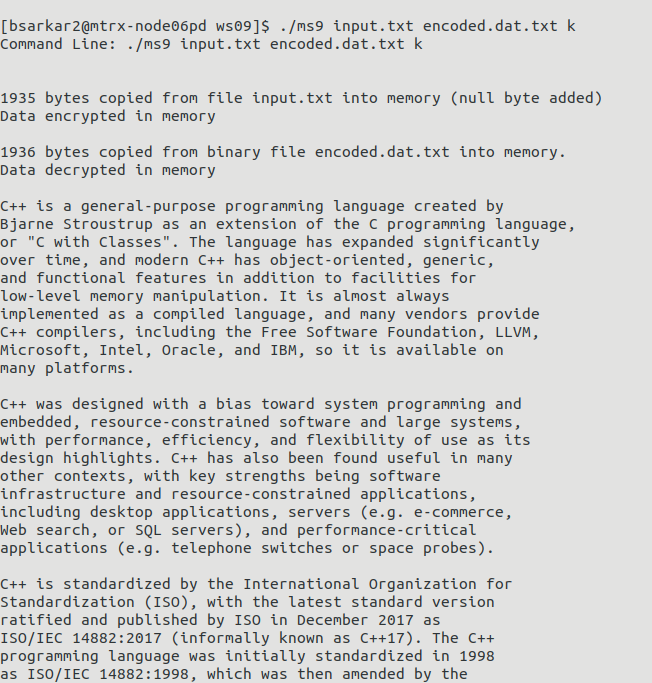 [bsarkar2@mtrx-node06pd ws09]$ ./ms9 input.txt encoded.dat.txt k
Command Line: ./ms9 input.txt encoded.dat.txt k
1935 bytes copied from file input.txt into memory (null byte added)
Data encrypted in memory
1936 bytes copied from binary file encoded.dat.txt into memory.
Data decrypted in memory
C++ is a general-purpose programming language created by
Bjarne Stroustrup as an extension of the C programming language,
or "C with Classes". The language has expanded significantly
over time, and modern C++ has object-oriented, generic,
and functional features in addition to facilities for
low-level memory manipulation. It is almost always
implemented as a compiled language, and many vendors provide
C++ compilers, including the Free Software Foundation, LLVM,
Microsoft, Intel, Oracle, and IBM, so it is available on
many platforms.
C++ was designed with a bias toward system programming and
embedded, resource-constrained software and large systems,
with performance, efficiency, and flexibility of use as its
design highlights. C++ has also been found useful in many
other contexts, with key strengths being software
infrastructure and resource-constrained applications,
including desktop applications, servers (e.g. e-commerce,
Web search, or SQL servers), and performance-critical
applications (e.g. telephone switches or space probes).
C++ is standardized by the International Organization for
Standardization (ISO), with the latest standard version
ratified and published by ISO in December 2017 as
ISO/IEC 14882:2017 (informally known as C++17). The C++
programming language was initially standardized in 1998
as ISO/IEC 14882:1998, which was then amended by the